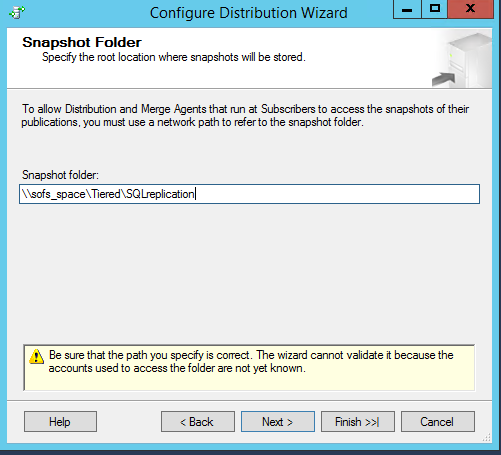 Configure Distribution Wizard
Snapshot Folder
Specify the root location where snapshots will be stored.
To allow Distribution and Merge Agents that run at Subscribers to access the snapshots of their
publications, you must use a network path to refer to the snapshot folder.
Snapshot folder:
\\sofs_space\Tiered\SQLreplication
Be sure that the path you specify is correct. The wizard cannot validate it because the
accounts used to access the folder are not yet known.
Help
< Back
Next >
Finish >>|
Cancel